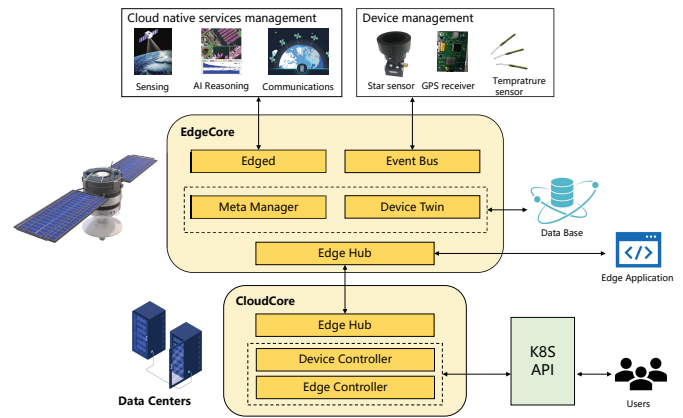 Cloud native services management
Device management
Sensing
AI Reasoning
Communications
Star sensor
GPS receiver
Tempratrure
sensor
EdgeCore
Edged
Event Bus
Meta Manager
Device Twin
Data Base
Edge Hub
Edge Application
CloudCore
Edge Hub
Device Controller
Edge Controller
K8S
API
Data Centers
Users